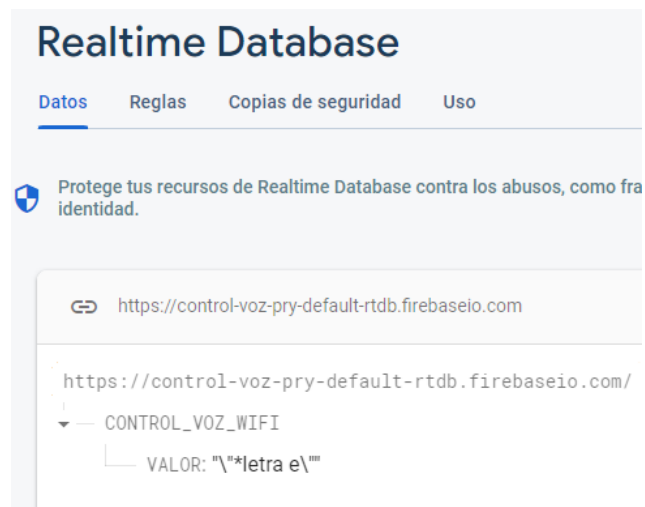 Realtime Database
Datos Reglas Copias de seguridad Uso
Protege tus recursos de Realtime Database contra los abusos, como fra
identidad.
https://control-voz-pry-default-rtdb.firebaseio.com
https://control-voz-pry-default-rtdb.firebaseio.com/
CONTROL_VOZ_WIFI
VALOR: "\"*letra e\""